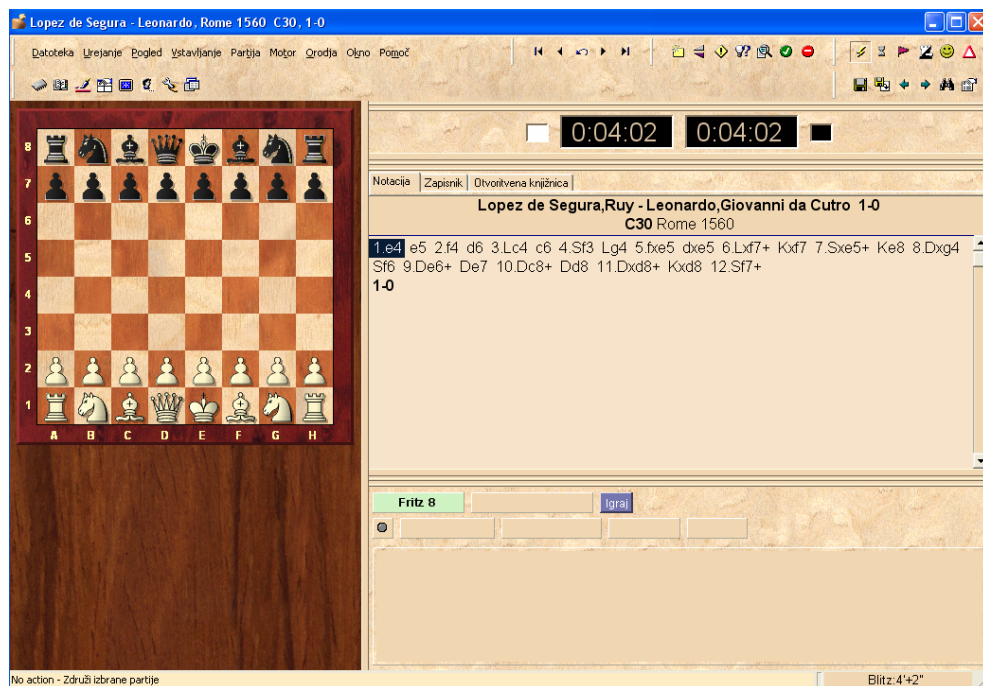 Lopez de Segura - Leonardo, Rome 1560 C30, 1-0
Datoteka Urejanje Pogled Vstavljanje Partija Motor Orodja Okno Pomoč
8
7
6
5
4
3
2
1
A B C D E F G H
0:04:02 0:04:02
Notacija Zapisnik Otvoritvena knjižnica
Lopez de Segura,Ruy - Leonardo,Giovanni da Cutro 1-0
C30 Rome 1560
1.e4 e5 2.f4 d6 3.Lc4 c6 4.Sf3 Lg4 5.fxe5 dxe5 6.Lxf7+ Kxf7 7.Sxe5+ Ke8 8.Dxg4
Sf6 9.De6+ De7 10.Dc8+ Dd8 11.Dxd8+ Kxd8 12.Sf7+
1-0
Fritz 8 Igraj
No action - Združi izbrane partije Blitz:4'+2"